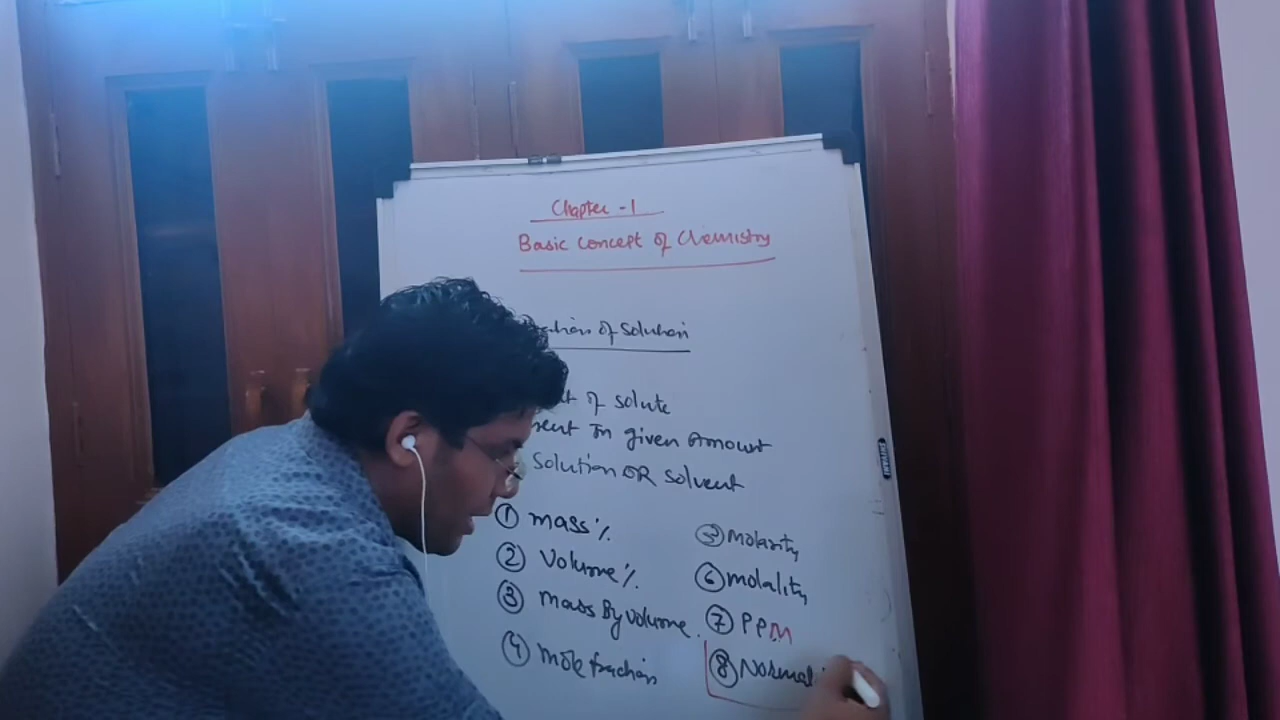 Chapter - 1
Basic Concept of Chemistry
of Solution
of solute
In given Amount
Solution OR Solvent
① mass %
② Volume %
③ Mass By volume
④ mole fraction
⑤ Molarity
⑥ molality
⑦ PPM
⑧ Normal